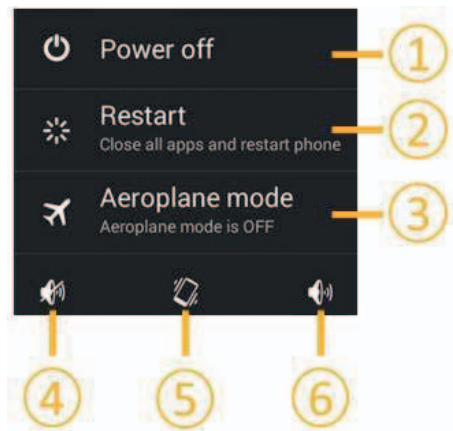 Power off
1
Restart
Close all apps and restart phone
2
Aeroplane mode
Aeroplane mode is OFF
3
4 5 6